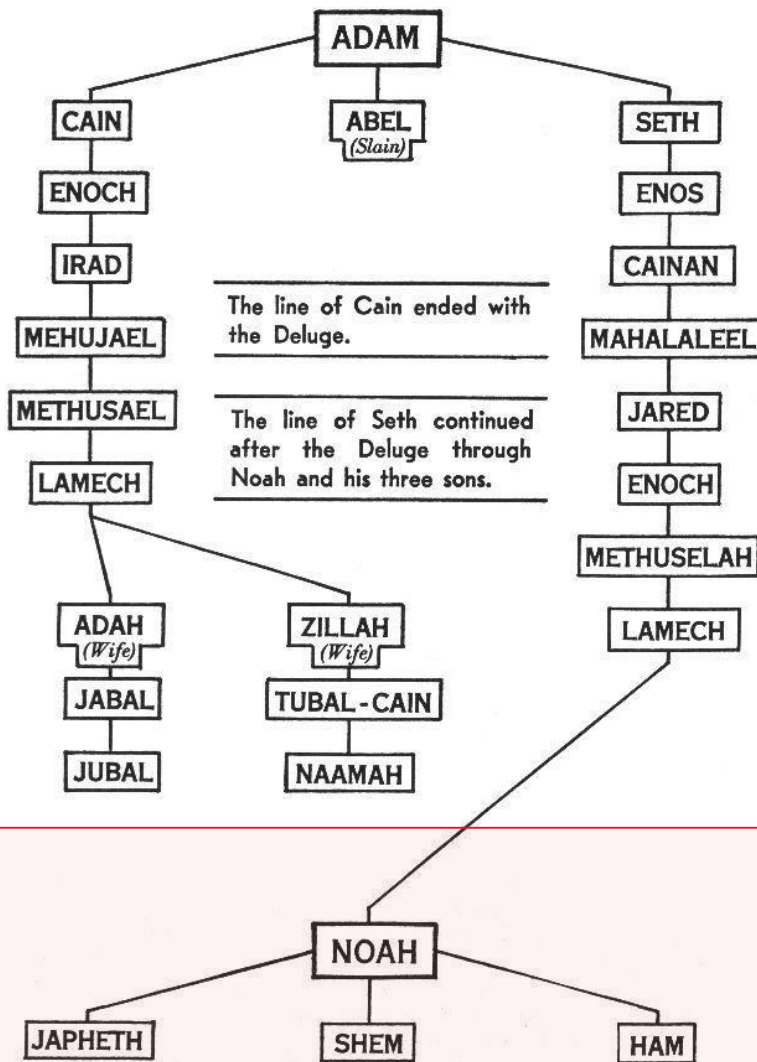 ADAM
CAIN
ABEL
(Slain)
SETH
ENOCH
ENOS
IRAD
CAINAN
The line of Cain ended with
the Deluge.
MEHUJAEL
MAHALALEEL
METHUSAEL
JARED
The line of Seth continued
after the Deluge through
Noah and his three sons.
LAMECH
ENOCH
METHUSELAH
ADAH
(Wife)
ZILLAH
(Wife)
LAMECH
JABAL
TUBAL-CAIN
JUBAL
NAAMAH
NOAH
JAPHETH
SHEM
HAM